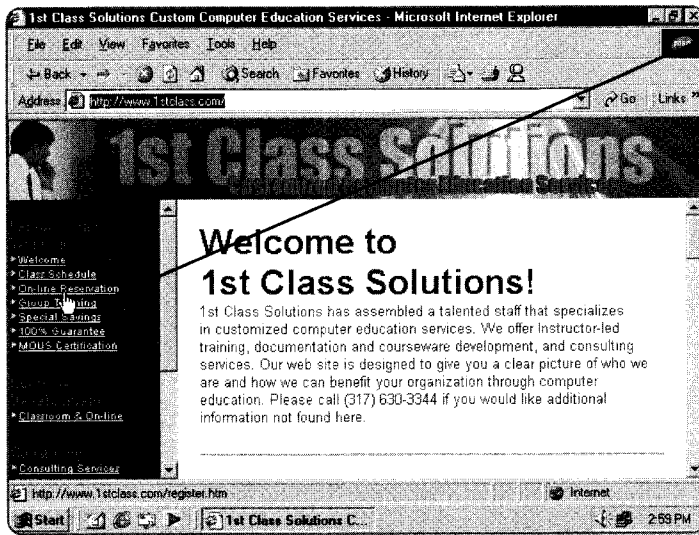 1st Class Solutions Custom Computer Education Services - Microsoft Internet Explorer
File Edit View Favorites Tools Help
Back Search Favorites History
Address http://www.1stclass.com/ Go Links »
1st Class Solutions
Computer Education Services
Welcome
Class Schedule
On-line Reservation
Group Training
Special Savings
100% Guarantee
MOUS Certification
Classroom & On-line
Consulting Services
Welcome to
1st Class Solutions!
1st Class Solutions has assembled a talented staff that specializes
in customized computer education services. We offer Instructor-led
training, documentation and courseware development, and consulting
services. Our web site is designed to give you a clear picture of who we
are and how we can benefit your organization through computer
education. Please call (317) 630-3344 if you would like additional
information not found here.
http://www.1stclass.com/register.htm Internet
Start 1st Class Solutions C... 2:59 PM